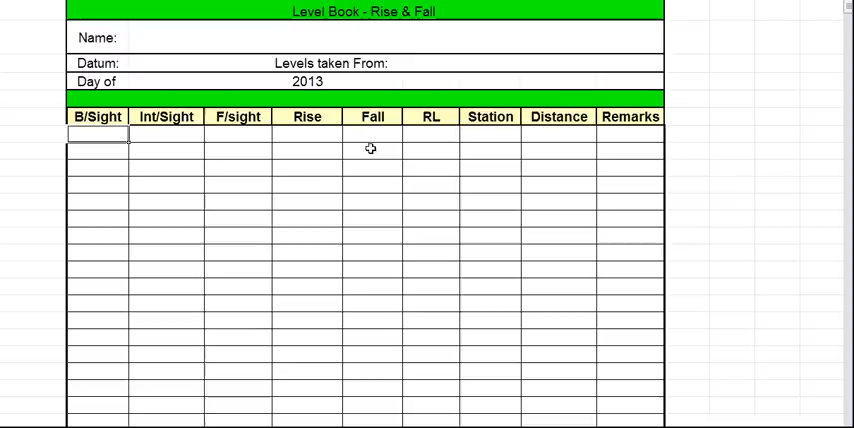 Level Book - Rise & Fall
Name:
Datum: Levels taken From:
Day of 2013
B/Sight Int/Sight F/sight Rise Fall RL Station Distance Remarks